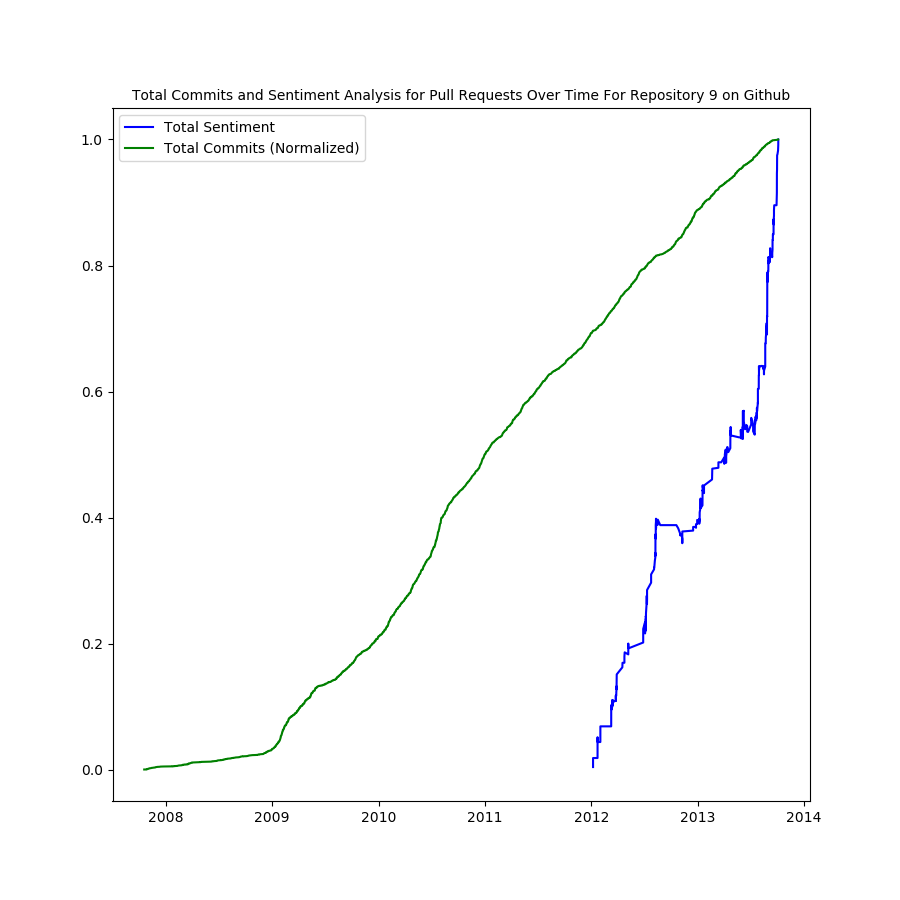 Total Commits and Sentiment Analysis for Pull Requests Over Time For Repository 9 on Github
Total Sentiment
Total Commits (Normalized)
1.0
0.8
0.6
0.4
0.2
0.0
2008 2009 2010 2011 2012 2013 2014